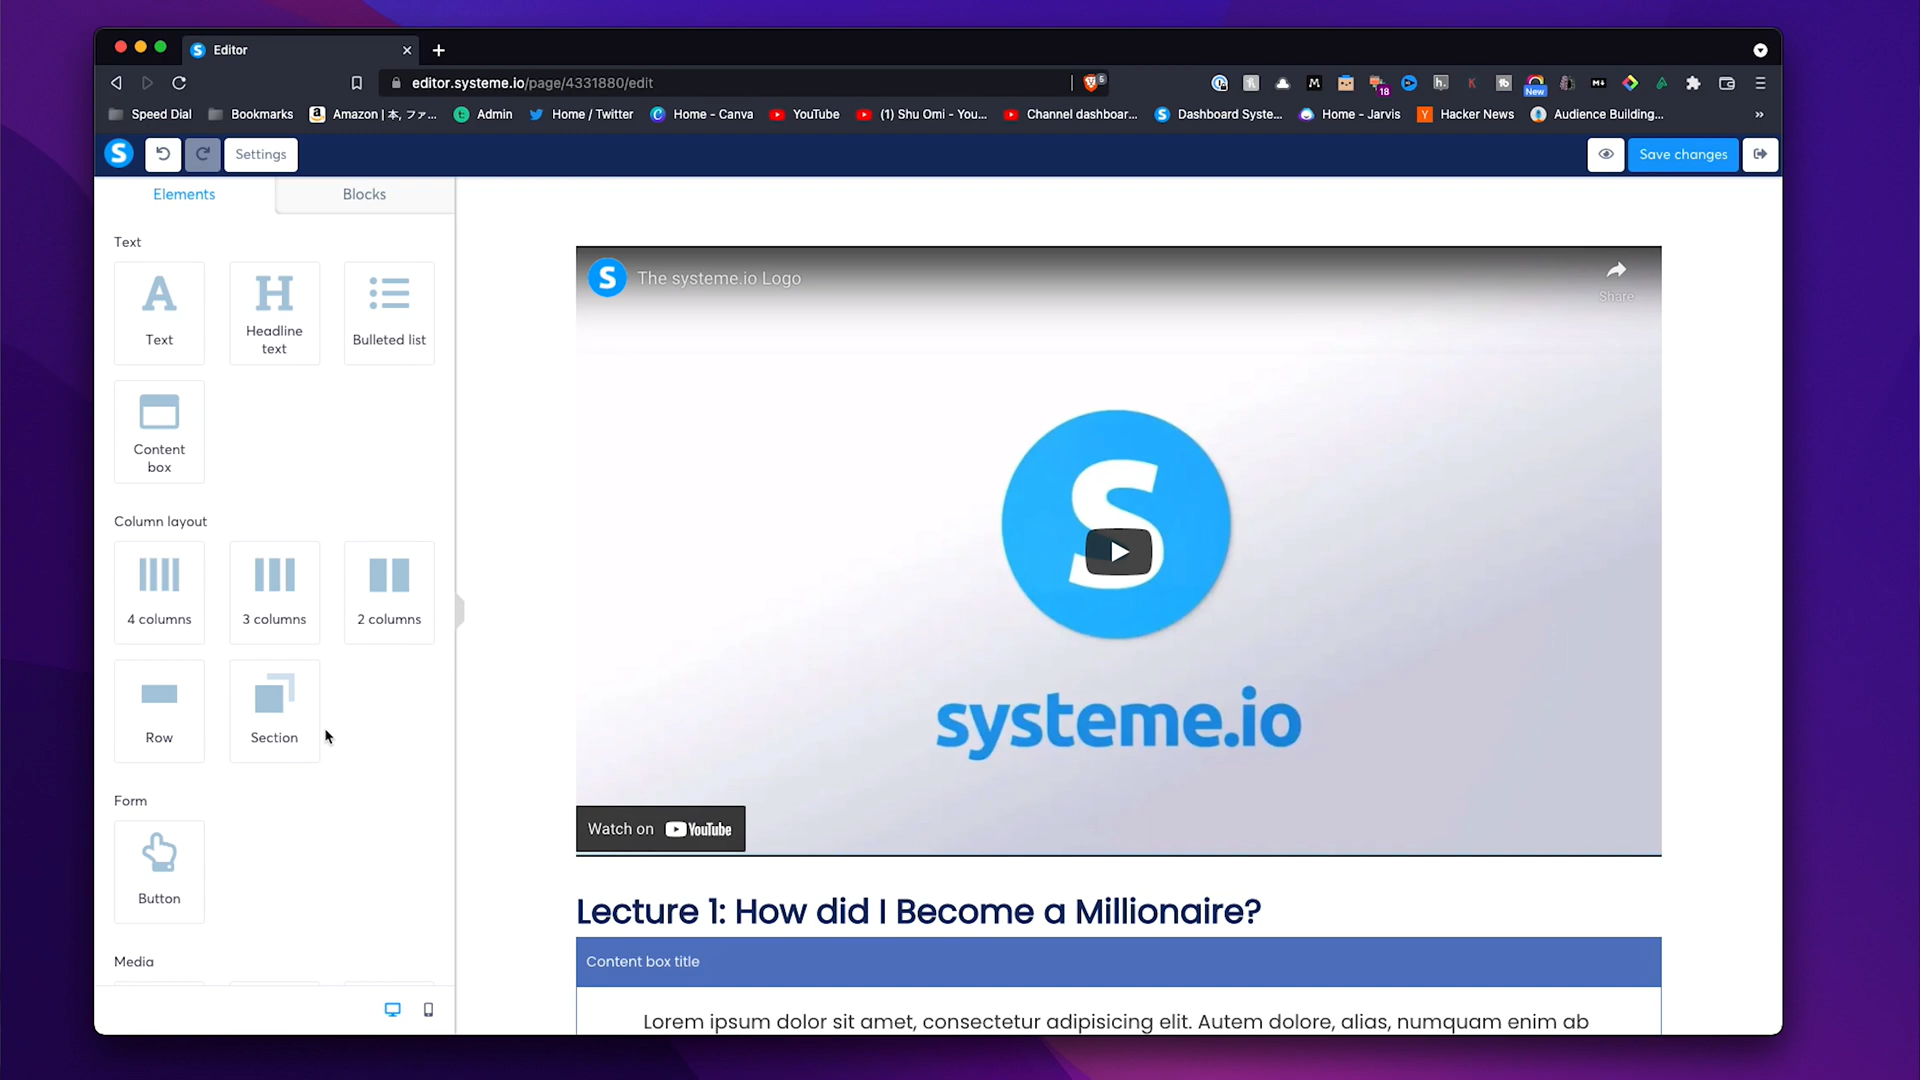 Editor
editor.systeme.io/page/4331880/edit
5
18
New
Speed Dial
Bookmarks
Amazon | 本, ファ...
Admin
Home / Twitter
Home - Canva
YouTube
(1) Shu Omi - You...
Channel dashboar...
Dashboard Syste...
Home - Jarvis
Hacker News
Audience Building...
»
S
Settings
Save changes
Elements
Blocks
Text
A
Text
H
Headline
text
Bulleted list
Content
box
Column layout
4 columns
3 columns
2 columns
Row
Section
Form
Button
Media
S
The systeme.io Logo
Share
S
systeme.io
Watch on YouTube
Lecture 1: How did I Become a Millionaire?
Content box title
Lorem ipsum dolor sit amet, consectetur adipisicing elit. Autem dolore, alias, numquam enim ab